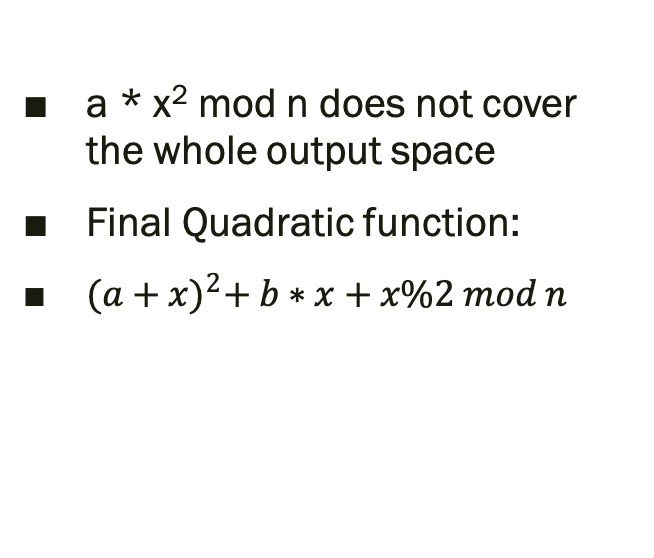 ■ a * x² mod n does not cover
the whole output space
■ Final Quadratic function:
■ (a + x)²+ b ∗ x + x%2 mod n